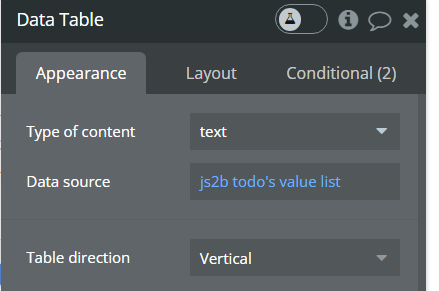 Data Table
Appearance Layout Conditional (2)
Type of content text
Data source js2b todo's value list
Table direction Vertical